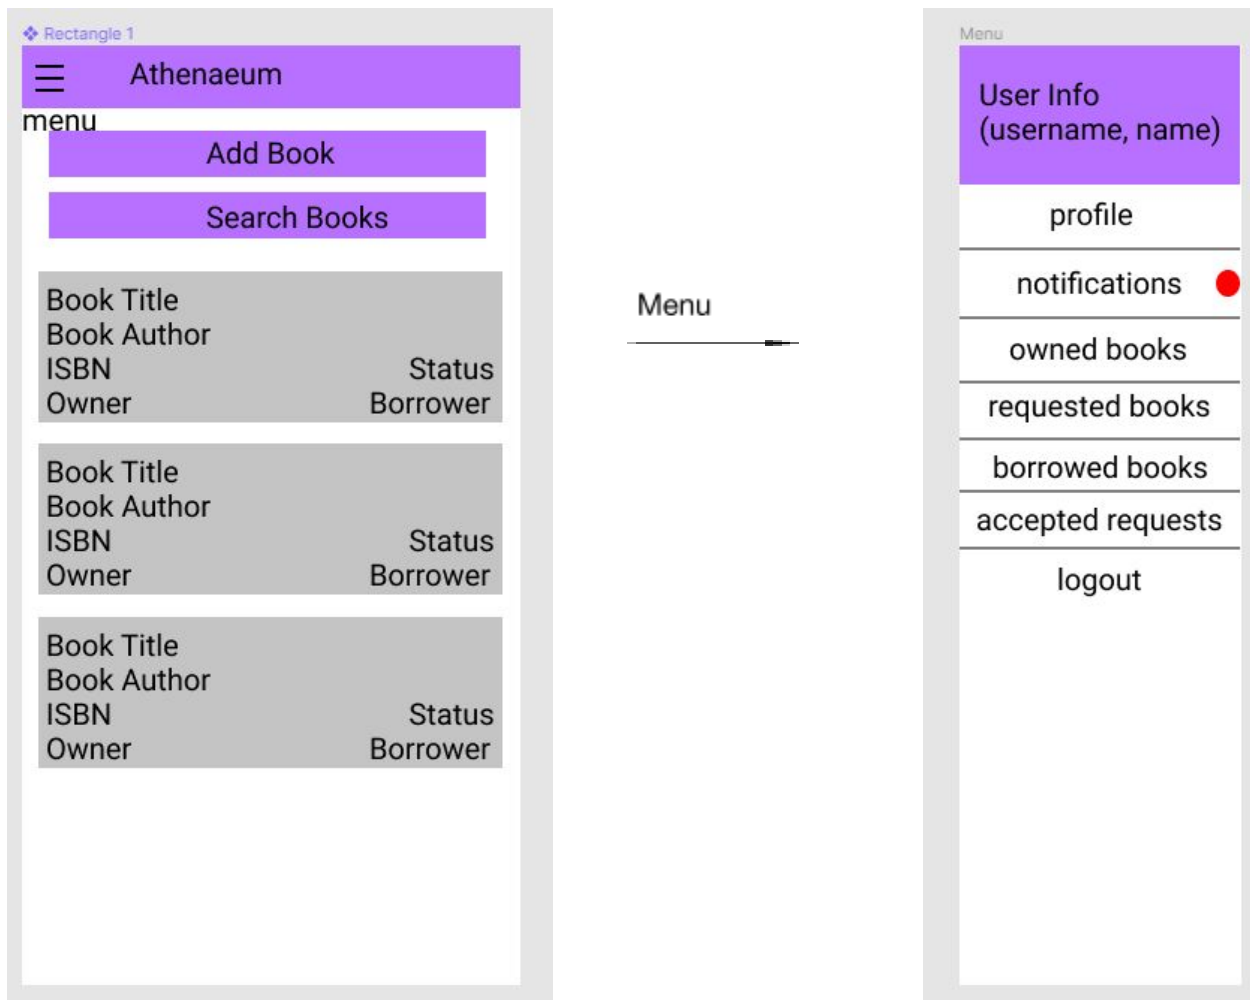 Rectangle 1
Athenaeum
menu
Add Book
Search Books
Book Title
Book Author
ISBN Status
Owner Borrower
Book Title
Book Author
ISBN Status
Owner Borrower
Book Title
Book Author
ISBN Status
Owner Borrower
Menu
Menu
User Info
(username, name)
profile
notifications
owned books
requested books
borrowed books
accepted requests
logout